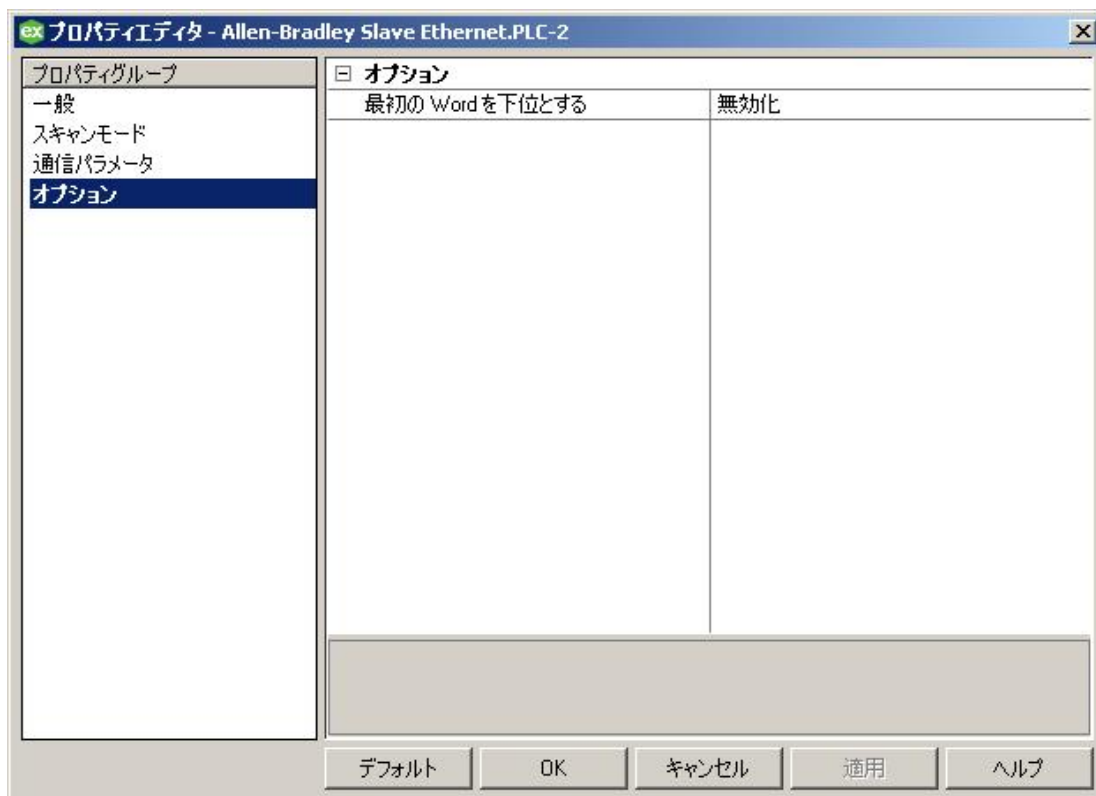 ex プロパティエディタ - Allen-Bradley Slave Ethernet.PLC-2
プロパティグループ
一般
スキャンモード
通信パラメータ
オプション
オプション
最初の Word を下位とする 無効化
デフォルト OK キャンセル 適用 ヘルプ